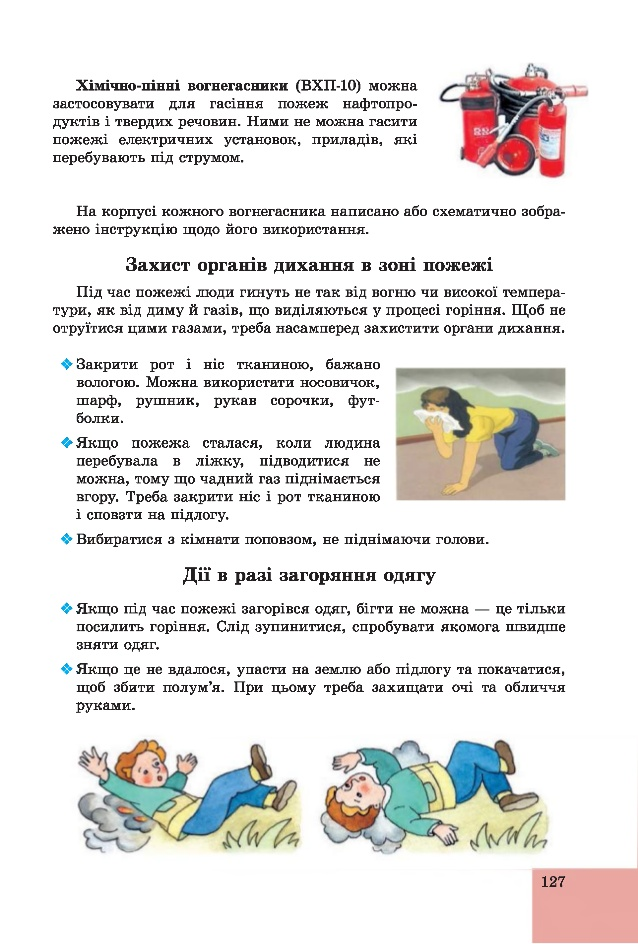 Хімічно-пінні вогнегасники (ВХП-10) можна
застосовувати для гасіння пожеж нафтопро-
дуктів і твердих речовин. Ними не можна гасити
пожежі електричних установок, приладів, які
перебувають під струмом.
На корпусі кожного вогнегасника написано або схематично зобра-
жено інструкцію щодо його використання.
Захист органів дихання в зоні пожежі
Під час пожежі люди гинуть не так від вогню чи високої темпера-
тури, як від диму й газів, що виділяються у процесі горіння. Щоб не
отруїтися цими газами, треба насамперед захистити органи дихання.
❖ Закрити рот і ніс тканиною, бажано
вологою. Можна використати носовичок,
шарф, рушник, рукав сорочки, фут-
болки.
❖ Якщо пожежа сталася, коли людина
перебувала в ліжку, підводитися не
можна, тому що чадний газ піднімається
вгору. Треба закрити ніс і рот тканиною
і сповзти на підлогу.
❖ Вибиратися з кімнати поповзом, не піднімаючи голови.
Дії в разі загоряння одягу
❖ Якщо під час пожежі загорівся одяг, бігти не можна — це тільки
посилить горіння. Слід зупинитися, спробувати якомога швидше
зняти одяг.
❖ Якщо це не вдалося, упасти на землю або підлогу та покачатися,
щоб збити полум’я. При цьому треба захищати очі та обличчя
руками.
127